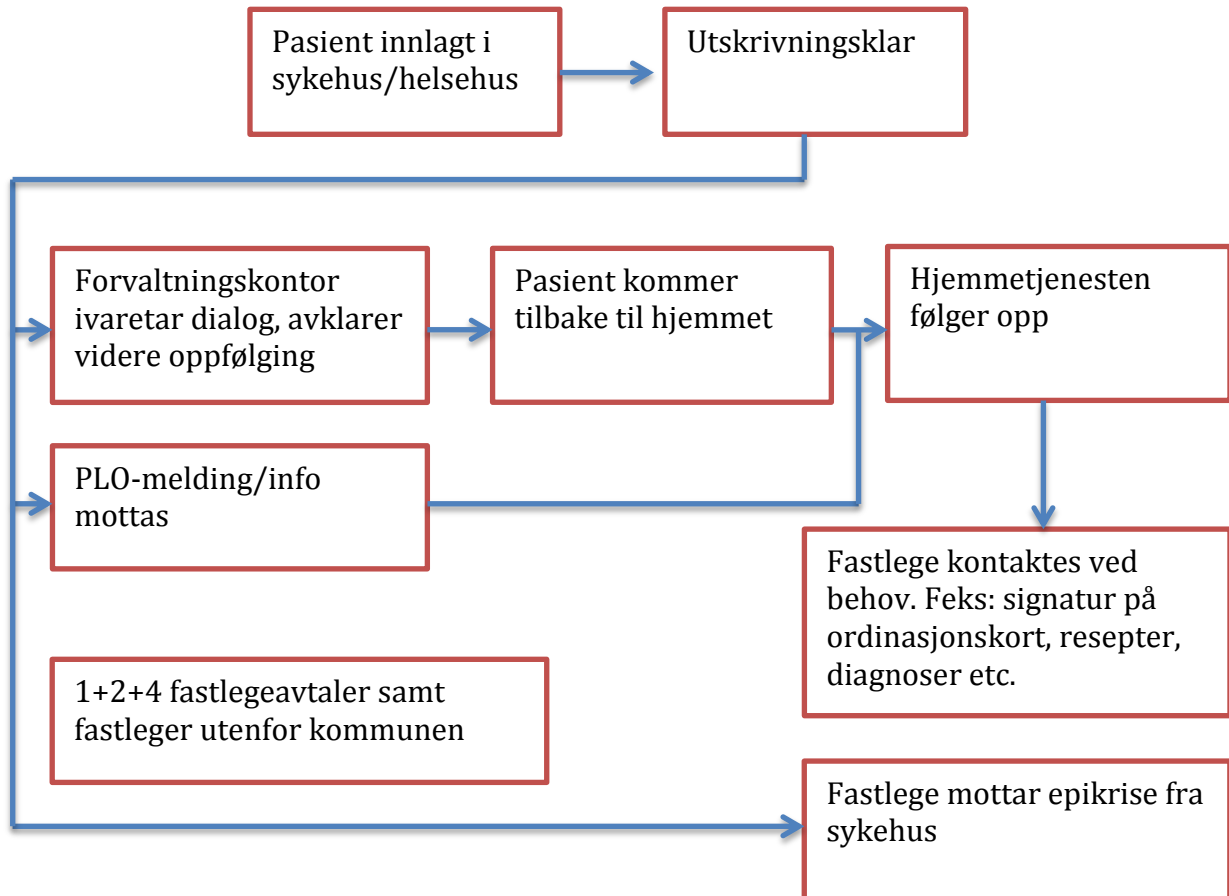 Pasient innlagt i
sykehus/helsehus
Utskrivningsklar
Forvaltningskontor
ivaretar dialog, avklarer
videre oppfølging
Pasient kommer
tilbake til hjemmet
Hjemmetjenesten
følger opp
PLO-melding/info
mottas
Fastlege kontaktes ved
behov. Feks: signatur på
ordinasjonskort, resepter,
diagnoser etc.
1+2+4 fastlegeavtaler samt
fastleger utenfor kommunen
Fastlege mottar epikrise fra
sykehus